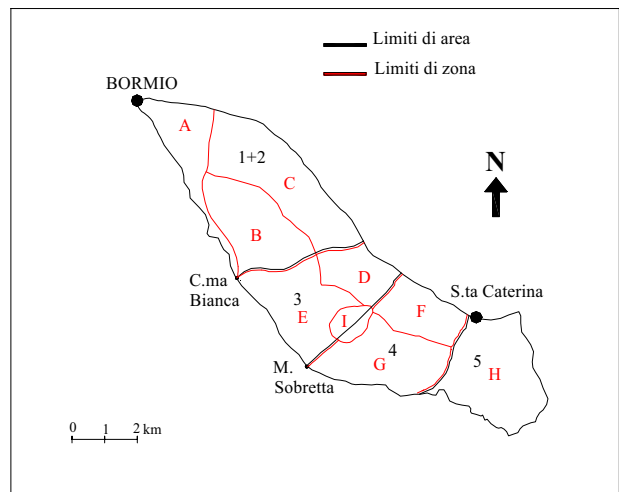 Limiti di area
Limiti di zona
BORMIO
A
1+2
C
N
B
C.ma
Bianca
D
S.ta Caterina
3
E
I
F
4
G
5
H
M.
Sobretta
0 1 2 km